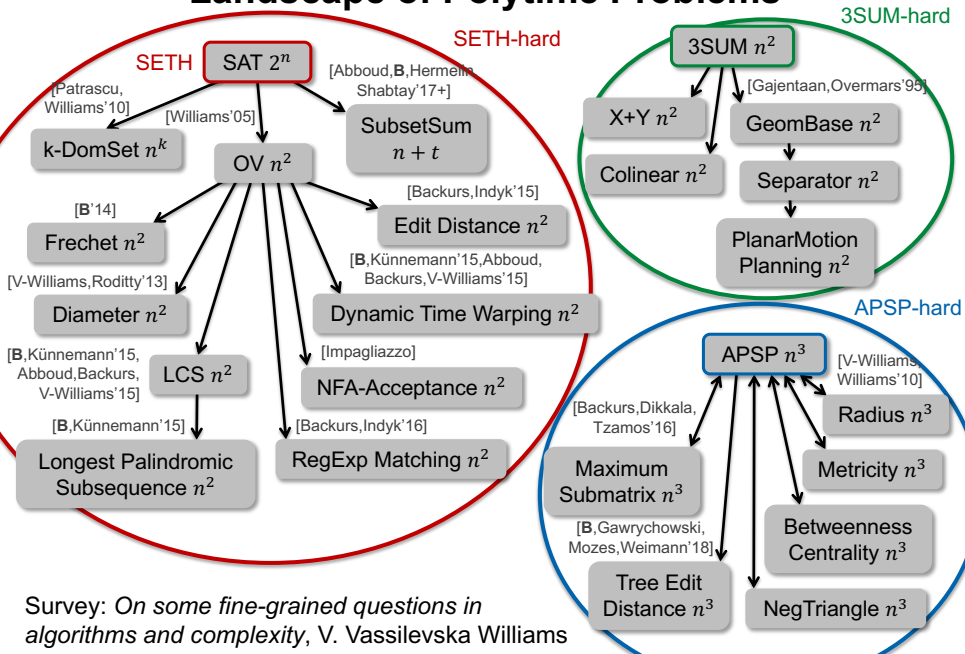 Landscape of Polytime Problems
SETH-hard
SETH
SAT 2^n
[Patrascu,
Williams'10]
[Williams'05]
[Abboud,B,Hermelin,
Shabtay'17+]
k-DomSet n^k
OV n^2
SubsetSum
n + t
[Backurs,Indyk'15]
Edit Distance n^2
[B'14]
Frechet n^2
[B,Künnemann'15,Abboud,
Backurs,V-Williams'15]
Dynamic Time Warping n^2
[V-Williams,Roditty'13]
Diameter n^2
[B,Künnemann'15,
Abboud,Backurs,
V-Williams'15]
LCS n^2
[Impagliazzo]
NFA-Acceptance n^2
[B,Künnemann'15]
Longest Palindromic
Subsequence n^2
[Backurs,Indyk'16]
RegExp Matching n^2
3SUM-hard
3SUM n^2
[Gajentaan,Overmars'95]
X+Y n^2
GeomBase n^2
Colinear n^2
Separator n^2
PlanarMotion
Planning n^2
APSP-hard
APSP n^3
[V-Williams,
Williams'10]
Radius n^3
[Backurs,Dikkala,
Tzamos'16]
Maximum
Submatrix n^3
Metricity n^3
[B,Gawrychowski,
Mozes,Weimann'18]
Betweenness
Centrality n^3
Tree Edit
Distance n^3
NegTriangle n^3
Survey: On some fine-grained questions in
algorithms and complexity, V. Vassilevska Williams